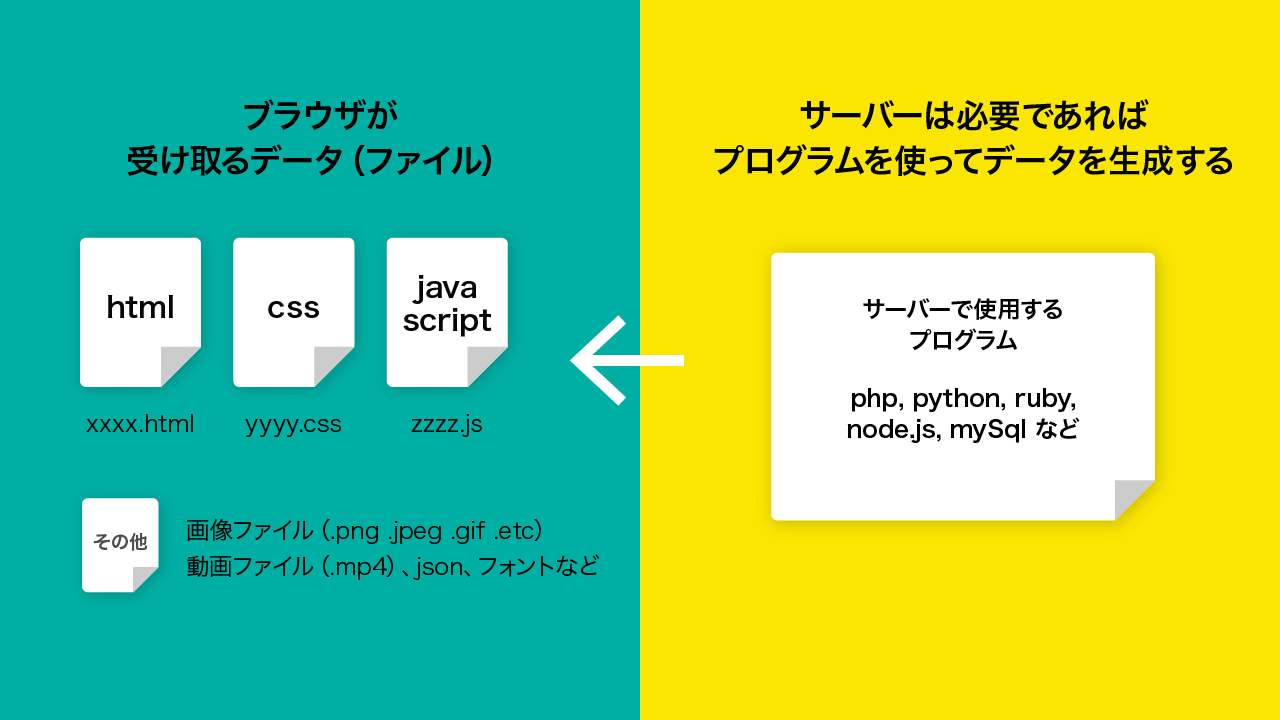 ブラウザが
受け取るデータ（ファイル）
html
css
java
script
xxxx.html
yyyy.css
zzzz.js
その他
画像ファイル（.png .jpeg .gif .etc）
動画ファイル（.mp4）、json、フォントなど
サーバーは必要であれば
プログラムを使ってデータを生成する
サーバーで使用する
プログラム
php, python, ruby,
node.js, mySql など